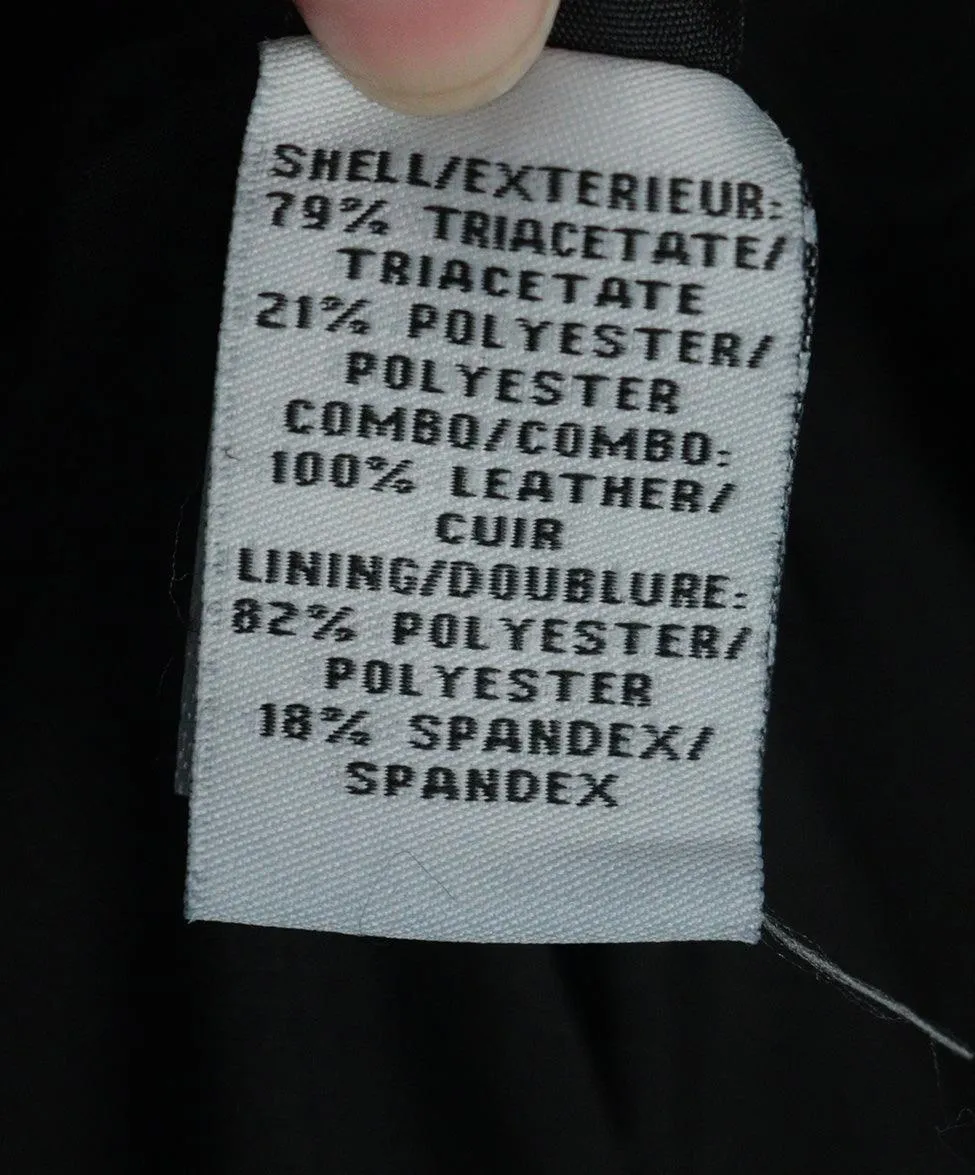 SHELL/EXTERIEUR:
79% TRIACETATE/
TRIACETATE
21% POLYESTER/
POLYESTER
COMBO/COMBO:
100% LEATHER/
CUIR
LINING/DOUBLURE:
82% POLYESTER/
POLYESTER
18% SPANDEX/
SPANDEX